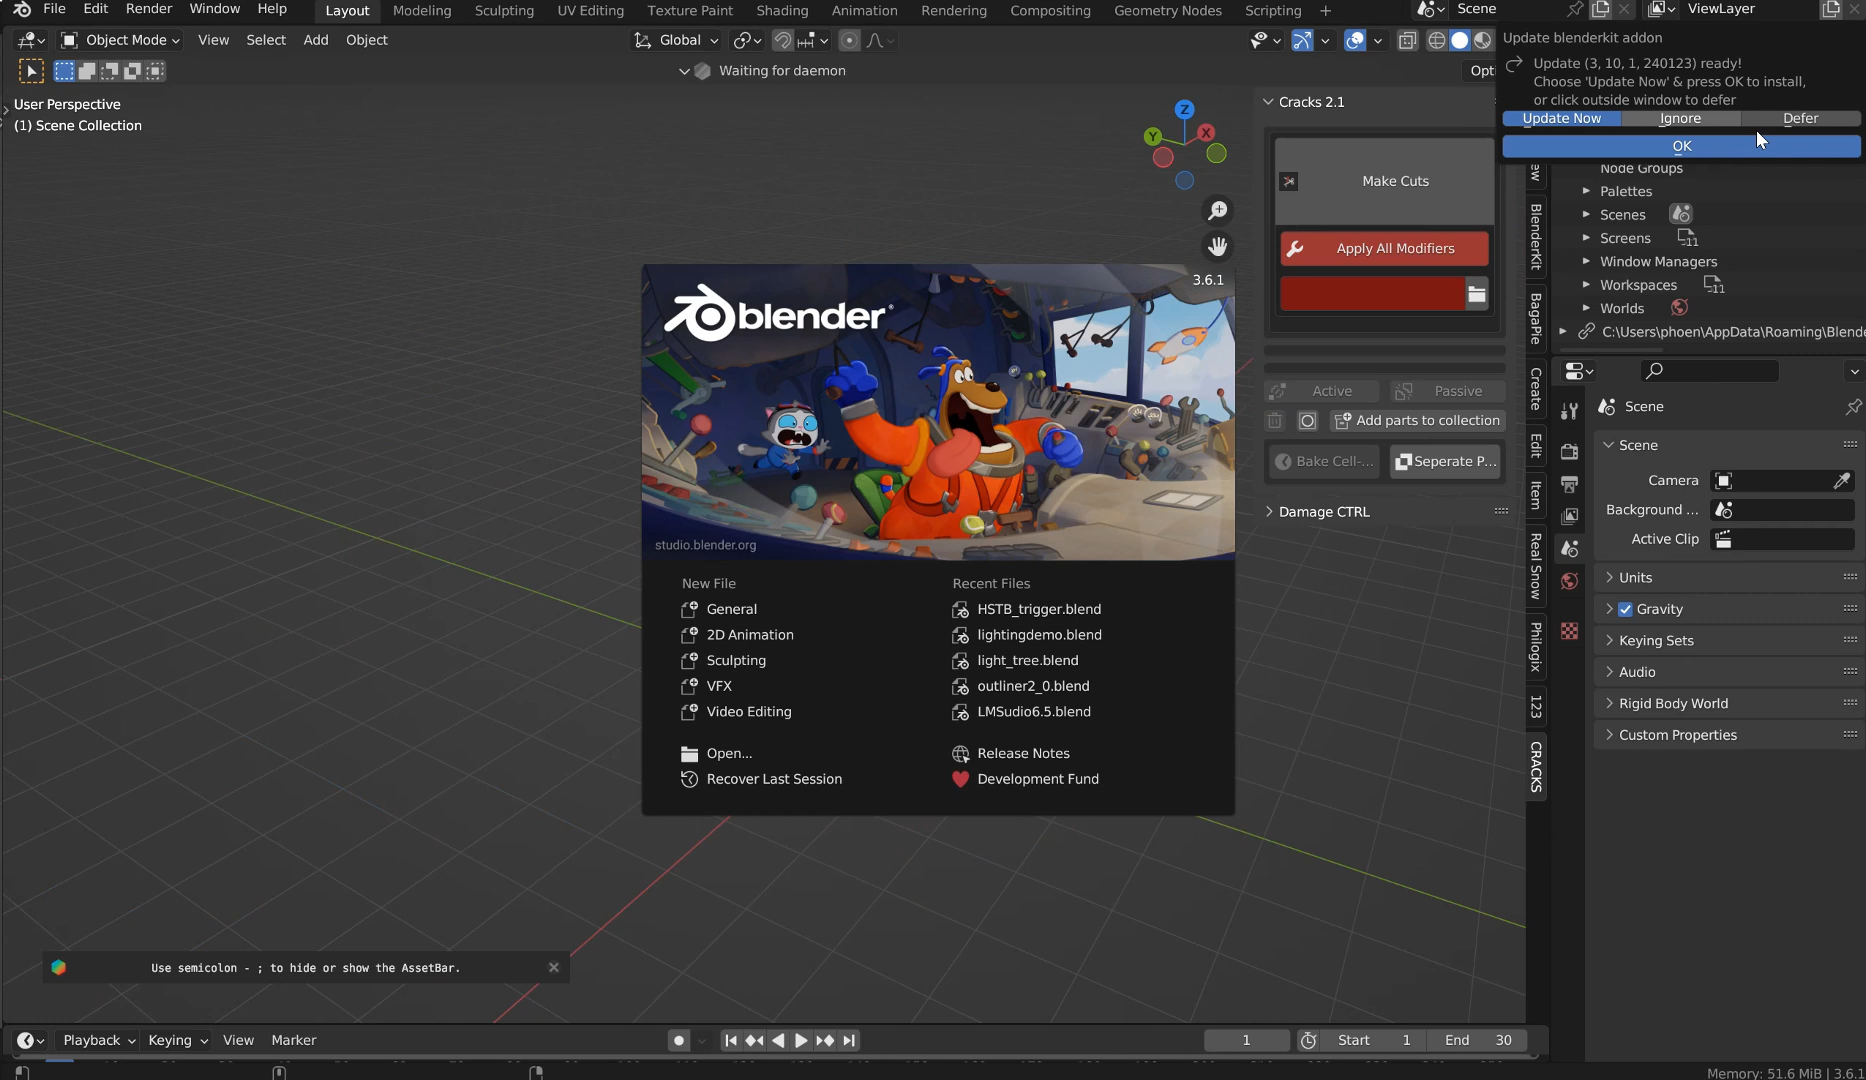 File Edit Render Window Help Layout Modeling Sculpting UV Editing Texture Paint Shading Animation Rendering Compositing Geometry Nodes Scripting + Scene ViewLayer
Object Mode View Select Add Object Global
Update blenderkit addon
Update (3, 10, 1, 240123) ready!
Choose 'Update Now' & press OK to install,
or click outside window to defer
Update Now Ignore Defer
OK
Waiting for daemon
Opti
User Perspective
(1) Scene Collection
Z
Y
X
Cracks 2.1
Make Cuts
Apply All Modifiers
Active Passive
Add parts to collection
Bake Cell-... Seperate P...
Damage CTRL
ew
BlenderKit
BagaPie
Create
Edit
Item
Real Snow
Philogix
123
CRACKS
Node Groups
Palettes
Scenes
Screens 11
Window Managers
Workspaces 11
Worlds
C:\Users\phoen\AppData\Roaming\Blende
Scene
Scene
Camera
Background ...
Active Clip
Units
Gravity
Keying Sets
Audio
Rigid Body World
Custom Properties
3.6.1
blender
studio.blender.org
New File
General
2D Animation
Sculpting
VFX
Video Editing
Open...
Recover Last Session
Recent Files
HSTB_trigger.blend
lightingdemo.blend
light_tree.blend
outliner2_0.blend
LMSudio6.5.blend
Release Notes
Development Fund
Use semicolon - ; to hide or show the AssetBar.
Playback Keying View Marker 1 Start 1 End 30
Memory: 51.6 MiB | 3.6.1